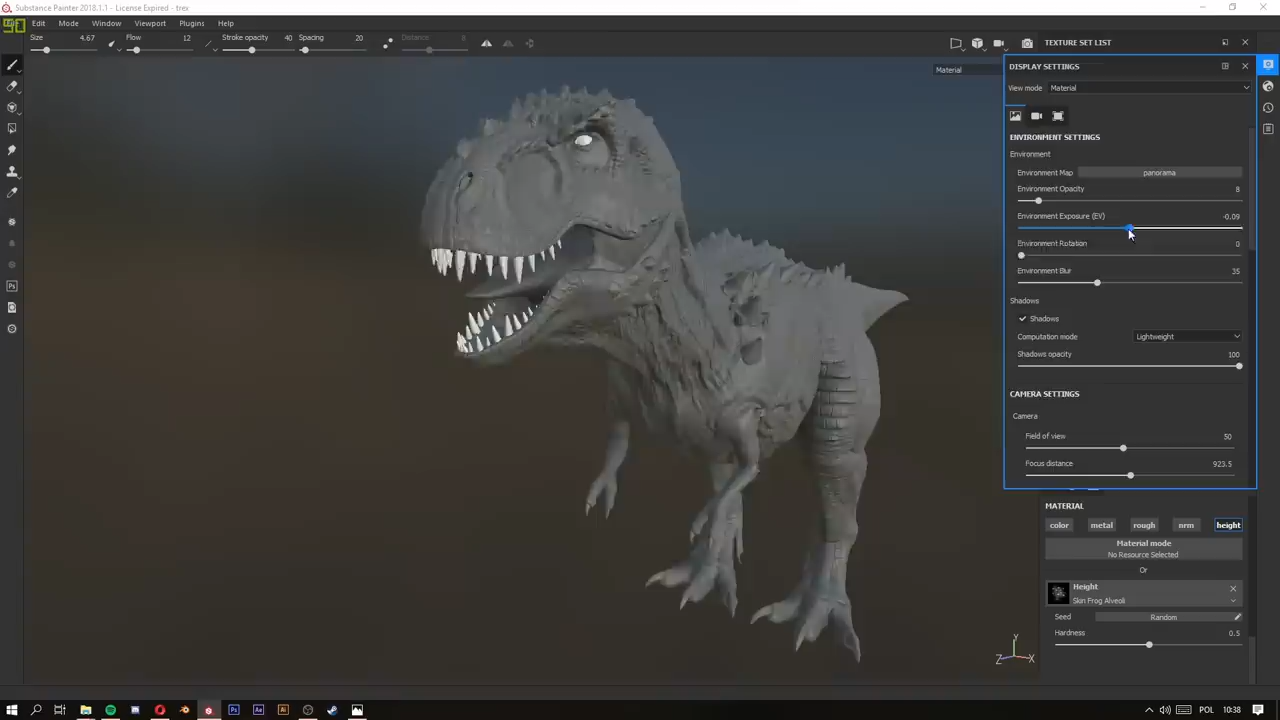 Substance Painter 2018.1.1 - License Expired - trex
Edit Mode Window Viewport Plugins Help
Size 4.67 Flow 12 Stroke opacity 40 Spacing 20 Distance 8
TEXTURE SET LIST
Material
DISPLAY SETTINGS
View mode Material
ENVIRONMENT SETTINGS
Environment
Environment Map panorama
Environment Opacity 8
Environment Exposure (EV) -0.09
Environment Rotation 0
Environment Blur 35
Shadows
Shadows
Computation mode Lightweight
Shadows opacity 100
CAMERA SETTINGS
Camera
Field of view 50
Focus distance 923.5
MATERIAL
color metal rough nrm height
Material mode
No Resource Selected
Or
Height
Skin Frog Alveoli
Seed Random
Hardness 0.5
Y
Z X
POL 10:38